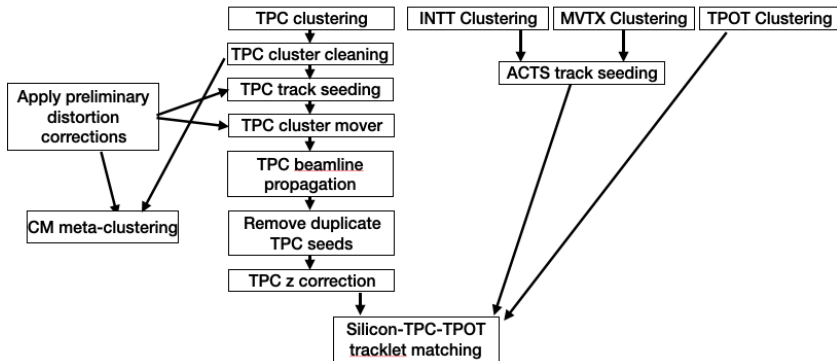 TPC clustering
INTT Clustering
MVTX Clustering
TPOT Clustering
TPC cluster cleaning
ACTS track seeding
Apply preliminary
distortion
corrections
TPC track seeding
TPC cluster mover
TPC beamline
propagation
CM meta-clustering
Remove duplicate
TPC seeds
TPC z correction
Silicon-TPC-TPOT
tracklet matching